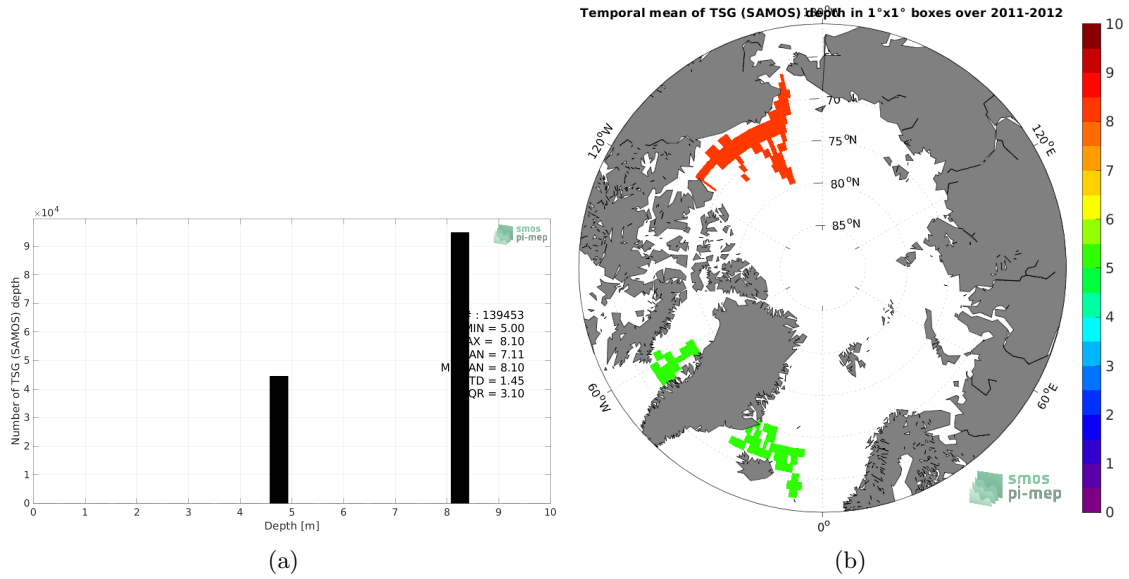 ×10⁴
9
8
7
6
5
4
3
2
1
0
Number of TSG (SAMOS) depth
0 1 2 3 4 5 6 7 8 9 10
Depth [m]
smos
pi-mep
: 139453
MIN = 5.00
AX = 8.10
AN = 7.11
M AN = 8.10
TD = 1.45
QR = 3.10
(a)
Temporal mean of TSG (SAMOS) depth in 1°x1° boxes over 2011-2012
120°W
60°W
0°
60°E
120°E
70
75°N
80°N
85°N
smos
pi-mep
10
9
8
7
6
5
4
3
2
1
0
(b)